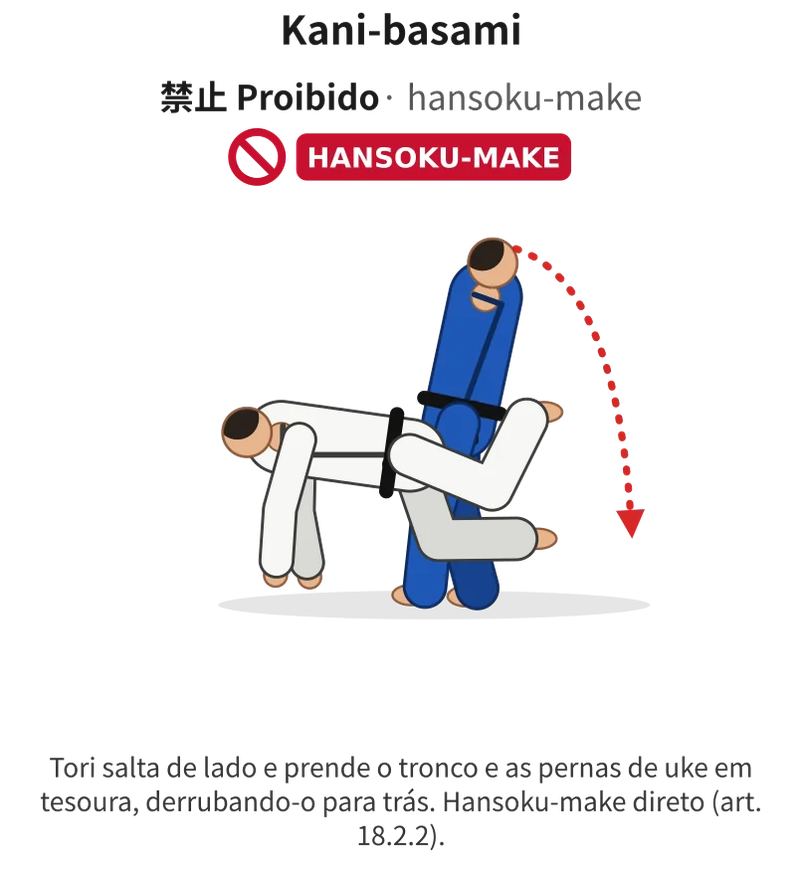 Kani-basami
禁止 Proibido · hansoku-make
HANSOKU-MAKE
Tori salta de lado e prende o tronco e as pernas de uke em
tesoura, derrubando-o para trás. Hansoku-make direto (art.
18.2.2).